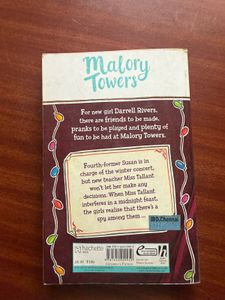 Malory
Towers
For new girl Darrell Rivers,
there are friends to be made,
pranks to be played and plenty of
fun to be had at Malory Towers.
Fourth-former Susan is in
charge of the winter concert,
but new teacher Miss Tallant
won't let her make any
decisions. When Miss Tallant
interferes in a midnight feast,
the girls realise that there's
a spy among them ...
hachette